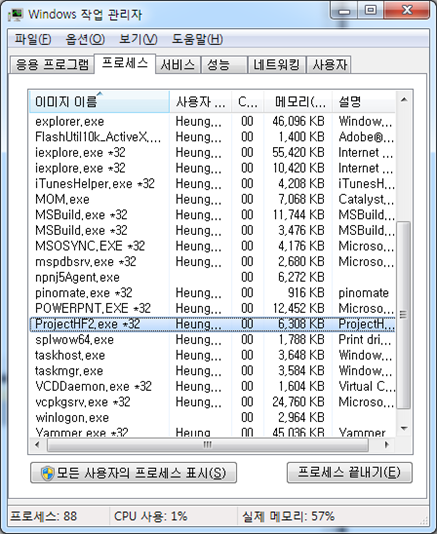 Windows 작업 관리자
파일(F) 옵션(O) 보기(V) 도움말(H)
응용 프로그램 프로세스 서비스 성능 네트워킹 사용자
이미지 이름 사용자 ... C... 메모리(... 설명
explorer.exe Heung... 00 46,096 KB Window...
FlashUtil10k_ActiveX,... Heung... 00 1,400 KB Adobe®...
iexplore.exe *32 Heung... 00 55,420 KB Internet ...
iexplore.exe *32 Heung... 00 10,420 KB Internet ...
iTunesHelper.exe *32 Heung... 00 4,208 KB iTunesH...
MOM.exe Heung... 00 7,068 KB Catalyst...
MSBuild.exe *32 Heung... 00 11,744 KB MSBuild...
MSBuild.exe *32 Heung... 00 3,476 KB MSBuild...
MSOSYNC.EXE *32 Heung... 00 4,176 KB Microso...
mspdbsrv.exe *32 Heung... 00 2,680 KB Microso...
npnj5Agent.exe 00 6,272 KB
pinomate.exe *32 Heung... 00 916 KB pinomate
POWERPNT.EXE *32 Heung... 00 12,452 KB Microso...
ProjectHF2.exe *32 Heung... 00 6,308 KB ProjectH...
splwow64.exe Heung... 00 1,788 KB Print dri...
taskhost.exe Heung... 00 3,648 KB Window...
taskmgr.exe Heung... 00 3,584 KB Window...
VCDDaemon.exe *32 Heung... 00 1,604 KB Virtual C...
vcpkgsrv.exe *32 Heung... 00 24,760 KB Microso...
winlogon.exe 00 2,964 KB
Yammer.exe *32 Heung... 00 45,036 KB Yammer
모든 사용자의 프로세스 표시(S) 프로세스 끝내기(E)
프로세스: 88 CPU 사용: 1% 실제 메모리: 57%